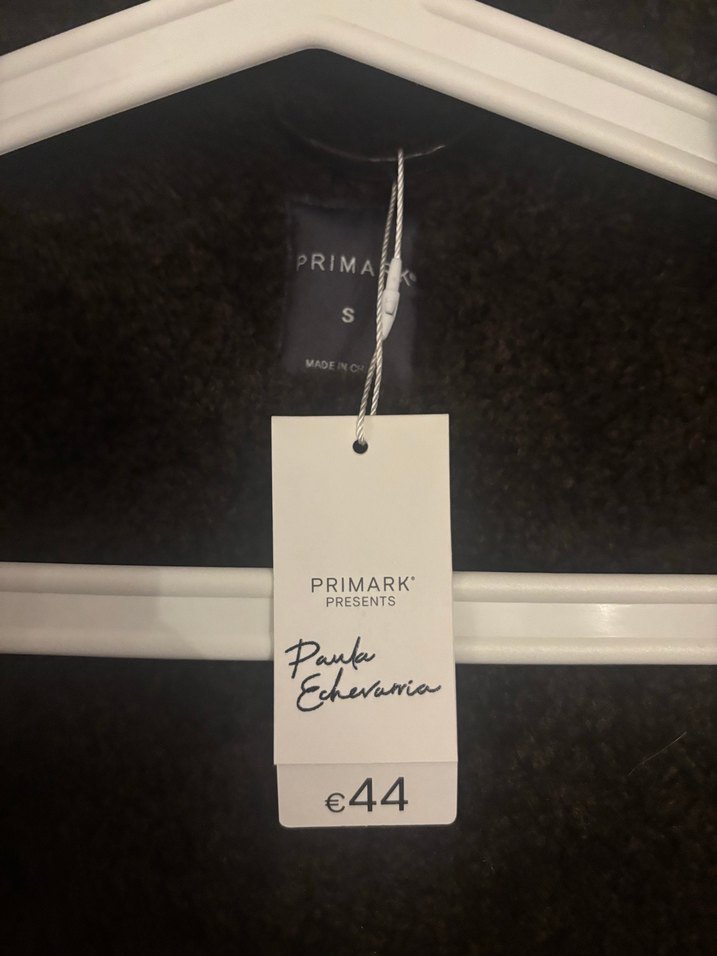 PRIMARK®
S
MADE IN
PRIMARK®
PRESENTS
Paula
Echevarria
€44